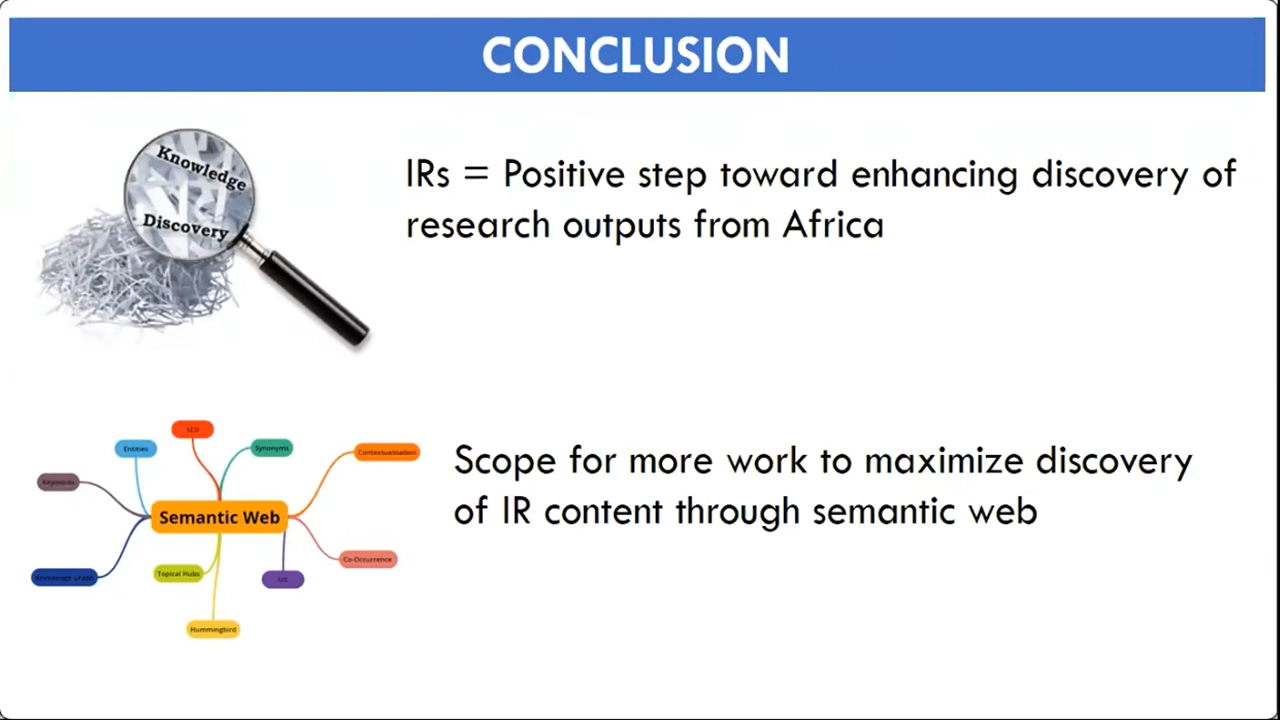 CONCLUSION
Knowledge
Discovery
IRs = Positive step toward enhancing discovery of
research outputs from Africa
SEO
Entities
Synonyms
Contextualisation
Keywords
Semantic Web
Scope for more work to maximize discovery
of IR content through semantic web
Co-Occurrence
Topical Hubs
Knowledge Graph
Hummingbird